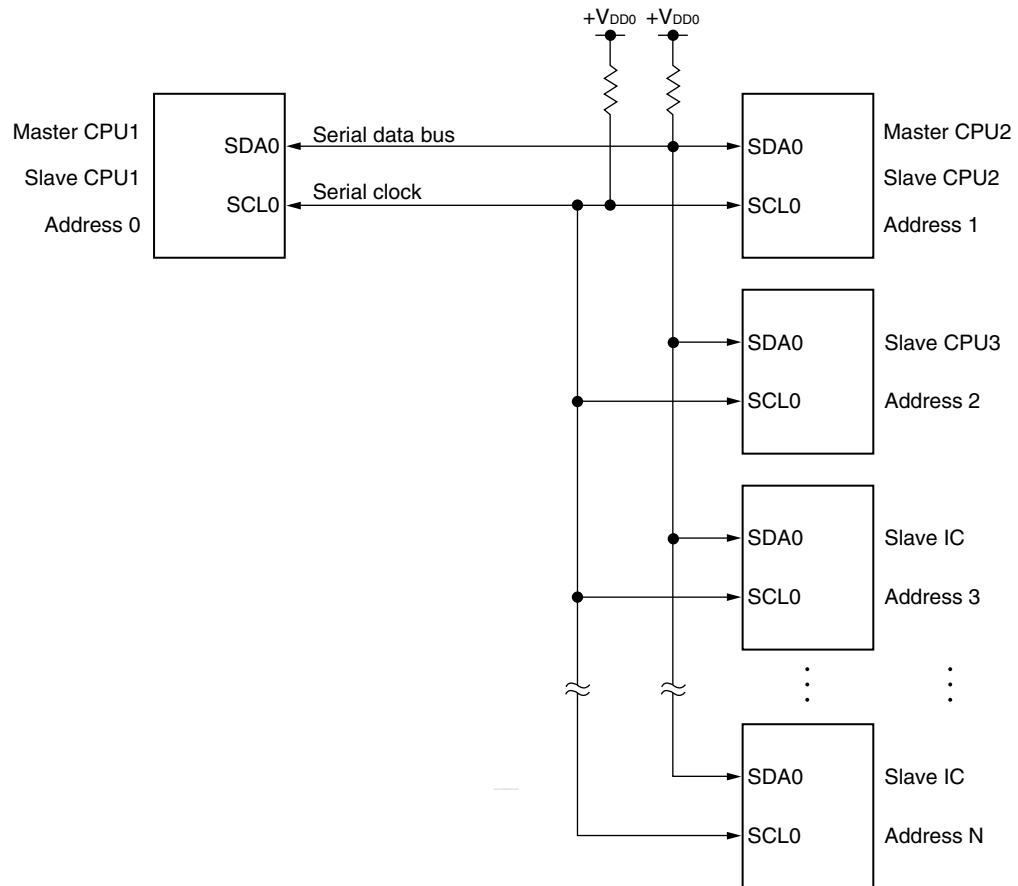 +VDD0 +VDD0
Master CPU1
Slave CPU1
Address 0
SDA0
SCL0
Serial data bus
Serial clock
SDA0
SCL0
Master CPU2
Slave CPU2
Address 1
SDA0
SCL0
Slave CPU3
Address 2
SDA0
SCL0
Slave IC
Address 3
SDA0
SCL0
Slave IC
Address N